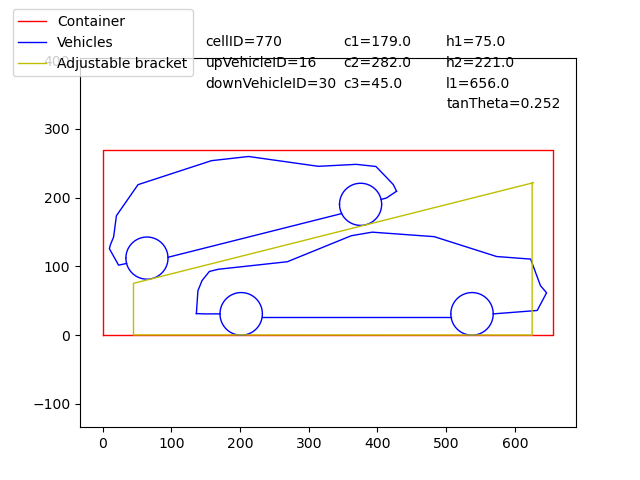 Container
Vehicles
Adjustable bracket
cellID=770 c1=179.0 h1=75.0
upVehicleID=16 c2=282.0 h2=221.0
downVehicleID=30 c3=45.0 l1=656.0
tanTheta=0.252
400
300
200
100
0
−100
0 100 200 300 400 500 600